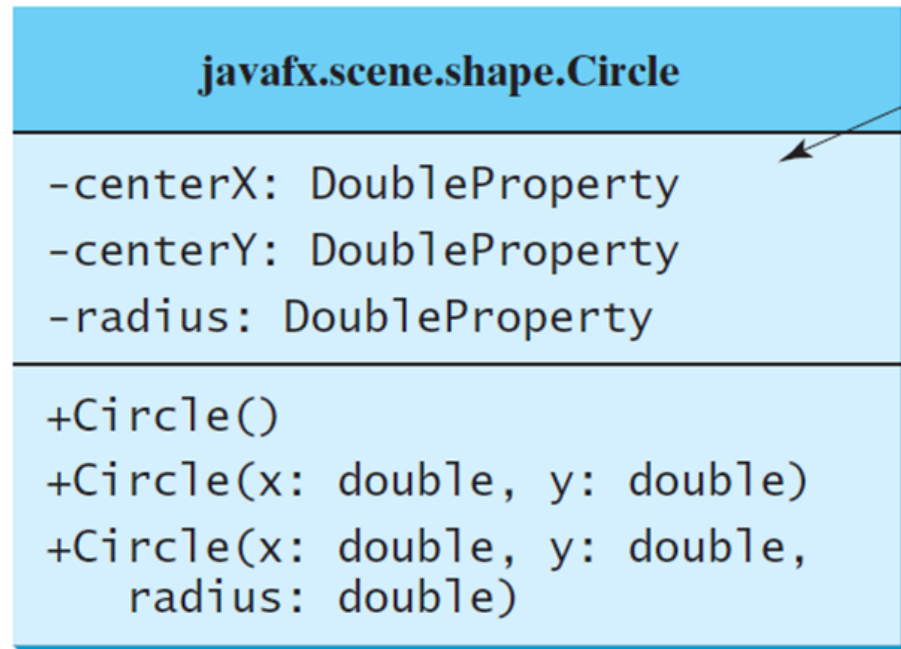 javafx.scene.shape.Circle
-centerX: DoubleProperty
-centerY: DoubleProperty
-radius: DoubleProperty
+Circle()
+Circle(x: double, y: double)
+Circle(x: double, y: double,
radius: double)